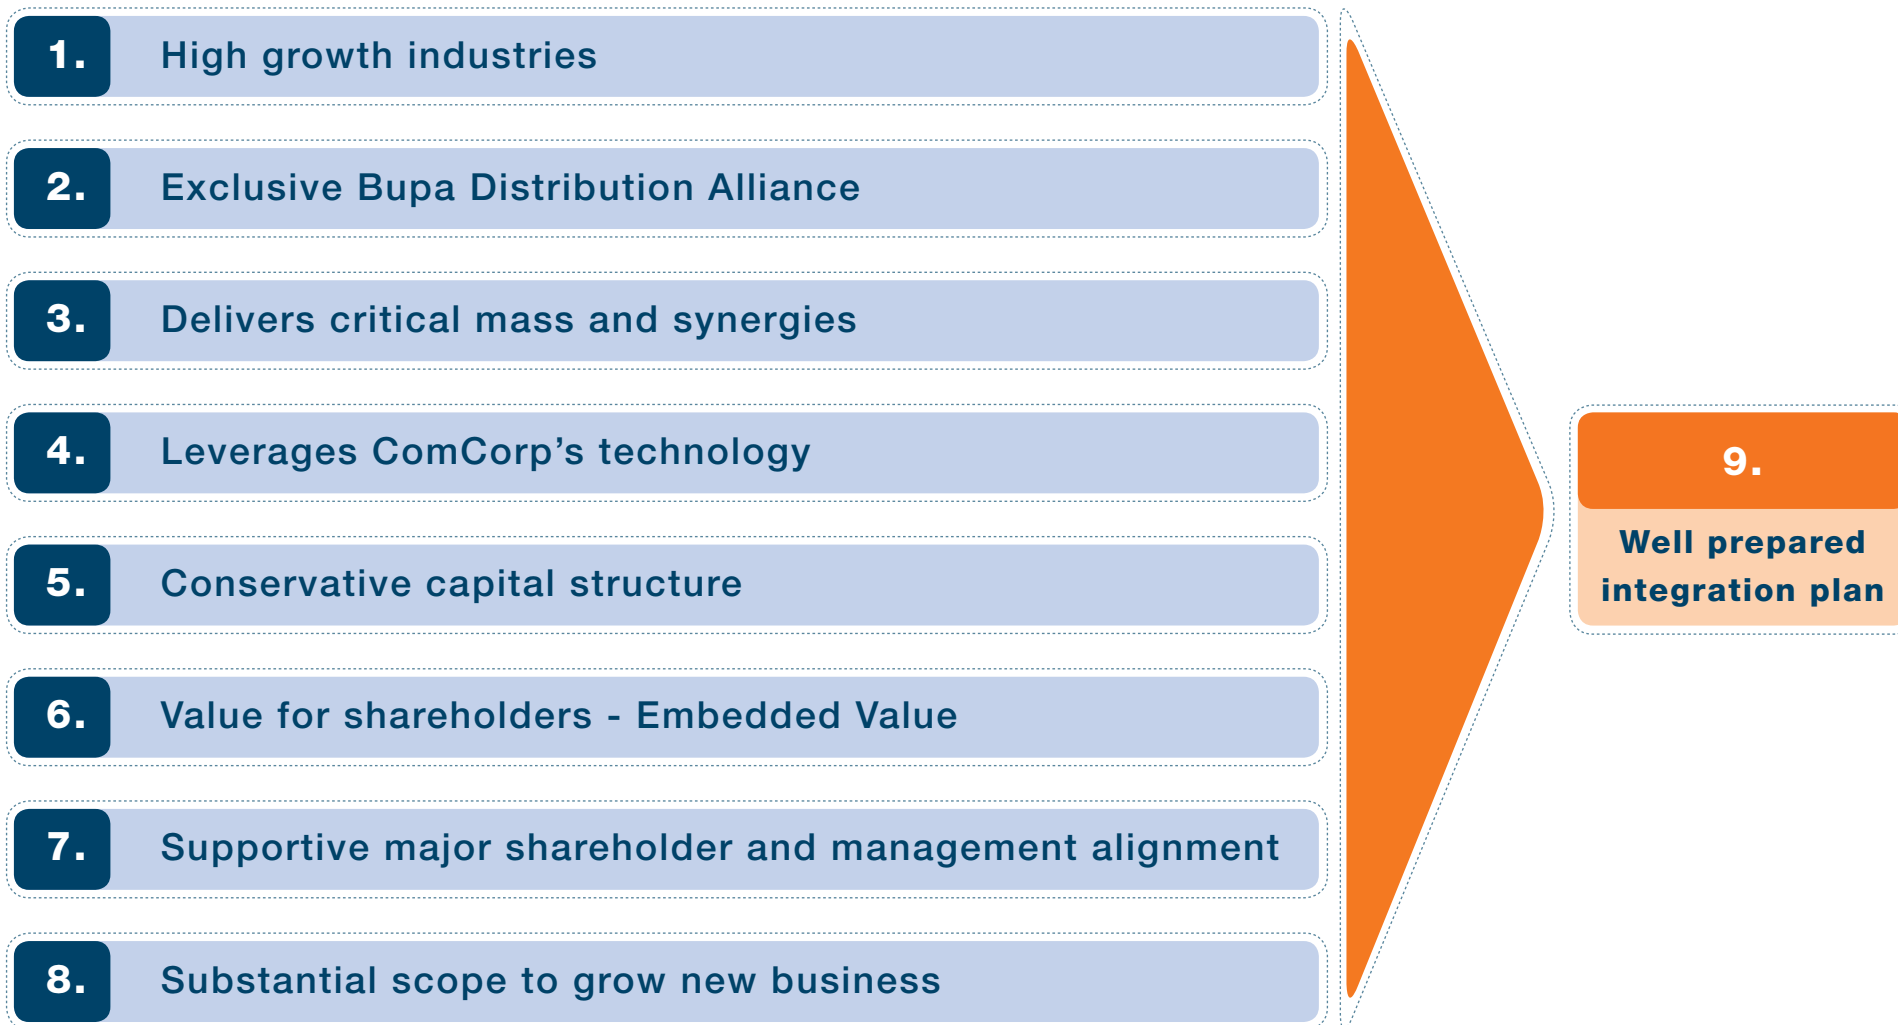 1. High growth industries
2. Exclusive Bupa Distribution Alliance
3. Delivers critical mass and synergies
4. Leverages ComCorp’s technology
5. Conservative capital structure
6. Value for shareholders - Embedded Value
7. Supportive major shareholder and management alignment
8. Substantial scope to grow new business
9.
Well prepared
integration plan